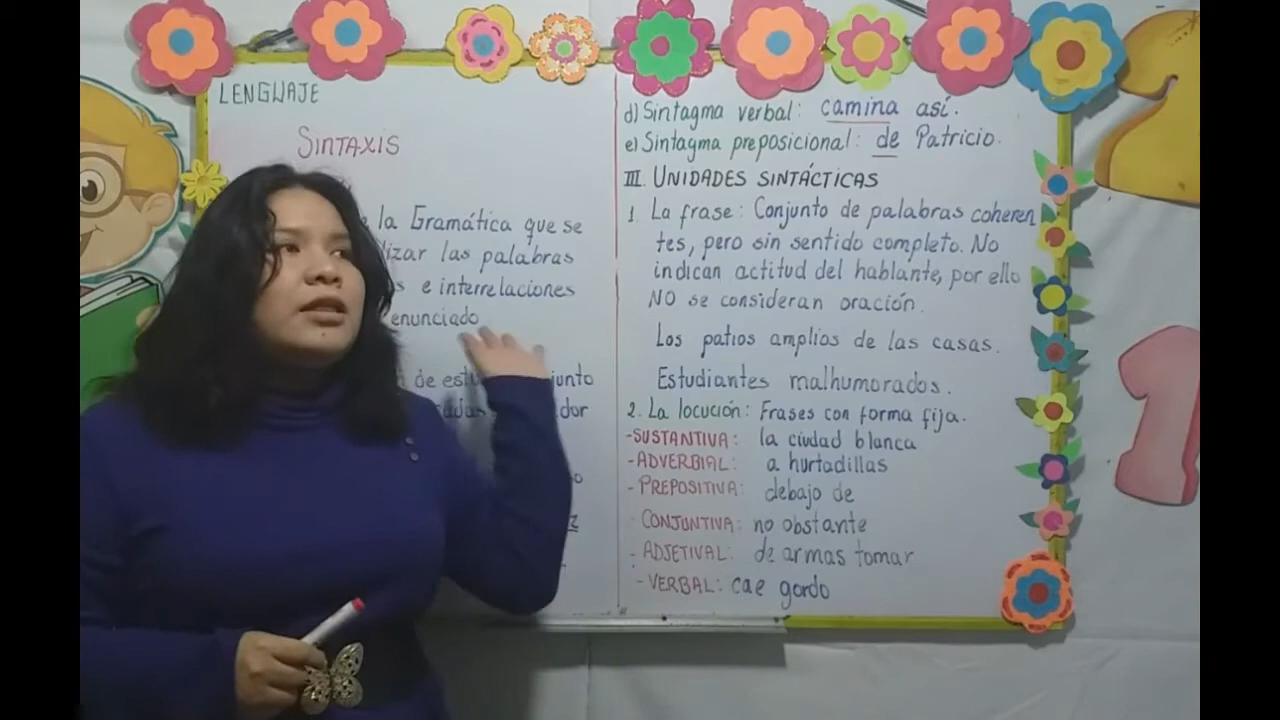 LENGUAJE
SINTAXIS
la Gramática que se
las palabras
e interrelaciones
enunciado
de
d) Sintagma verbal: camina así.
e) Sintagma preposicional: de Patricio.
III. UNIDADES SINTÁCTICAS
1. La frase: Conjunto de palabras coheren
tes, pero sin sentido completo. No
indican actitud del hablante, por ello
NO se consideran oración.
Los patios amplios de las casas.
Estudiantes malhumorados.
2. La locución: Frases con forma fija.
-SUSTANTIVA: la ciudad blanca
-ADVERBIAL: a hurtadillas
-PREPOSITIVA: debajo de
- CONJUNTIVA: no obstante
- ADJETIVAL: de armas tomar
- VERBAL: cae gordo
2
1